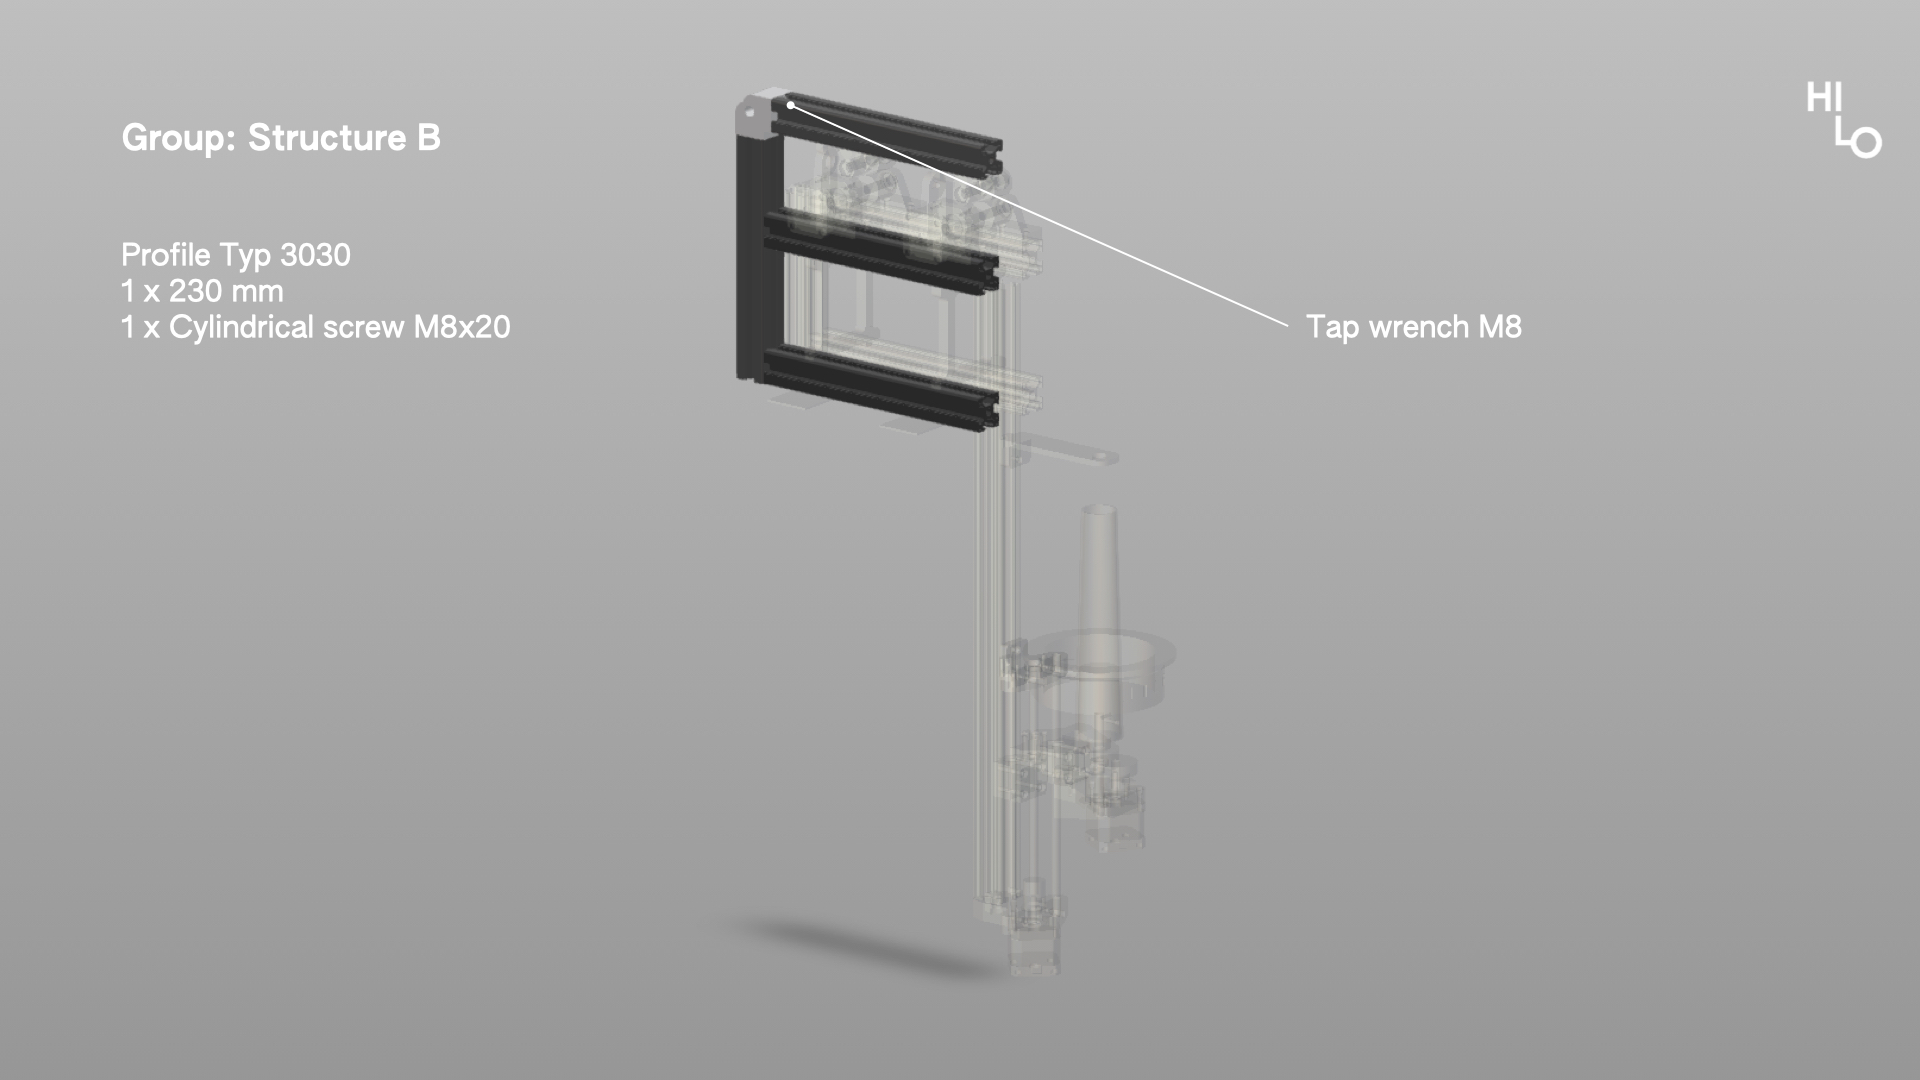 Group: Structure B
HI
LO
Profile Typ 3030
1 x 230 mm
1 x Cylindrical screw M8x20
Tap wrench M8